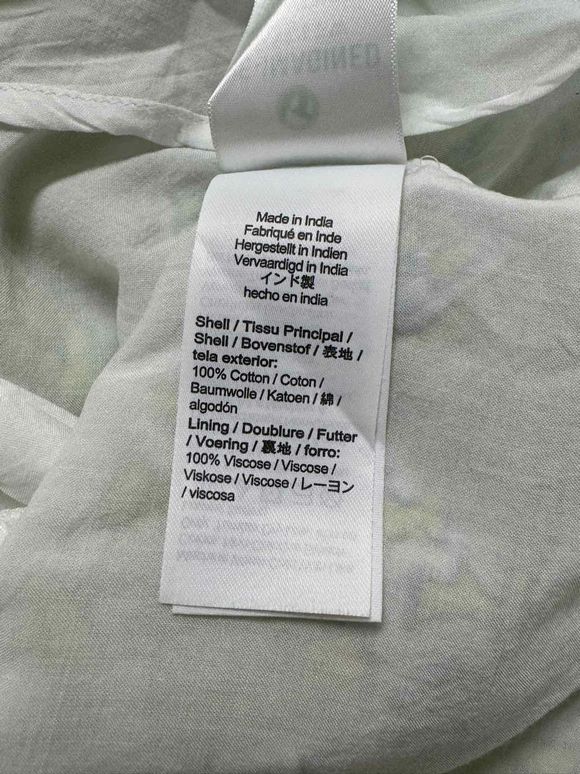 IMAGINED
Made in India
Fabriqué en Inde
Hergestellt in Indien
Vervaardigd in India
インド製
hecho en india
Shell / Tissu Principal /
Shell / Bovenstof / 表地 /
tela exterior:
100% Cotton / Coton /
Baumwolle / Katoen / 綿 /
algodón
Lining / Doublure / Futter
/ Voering / 裏地 / forro:
100% Viscose / Viscose /
Viskose / Viscose / レーヨン
/ viscosa